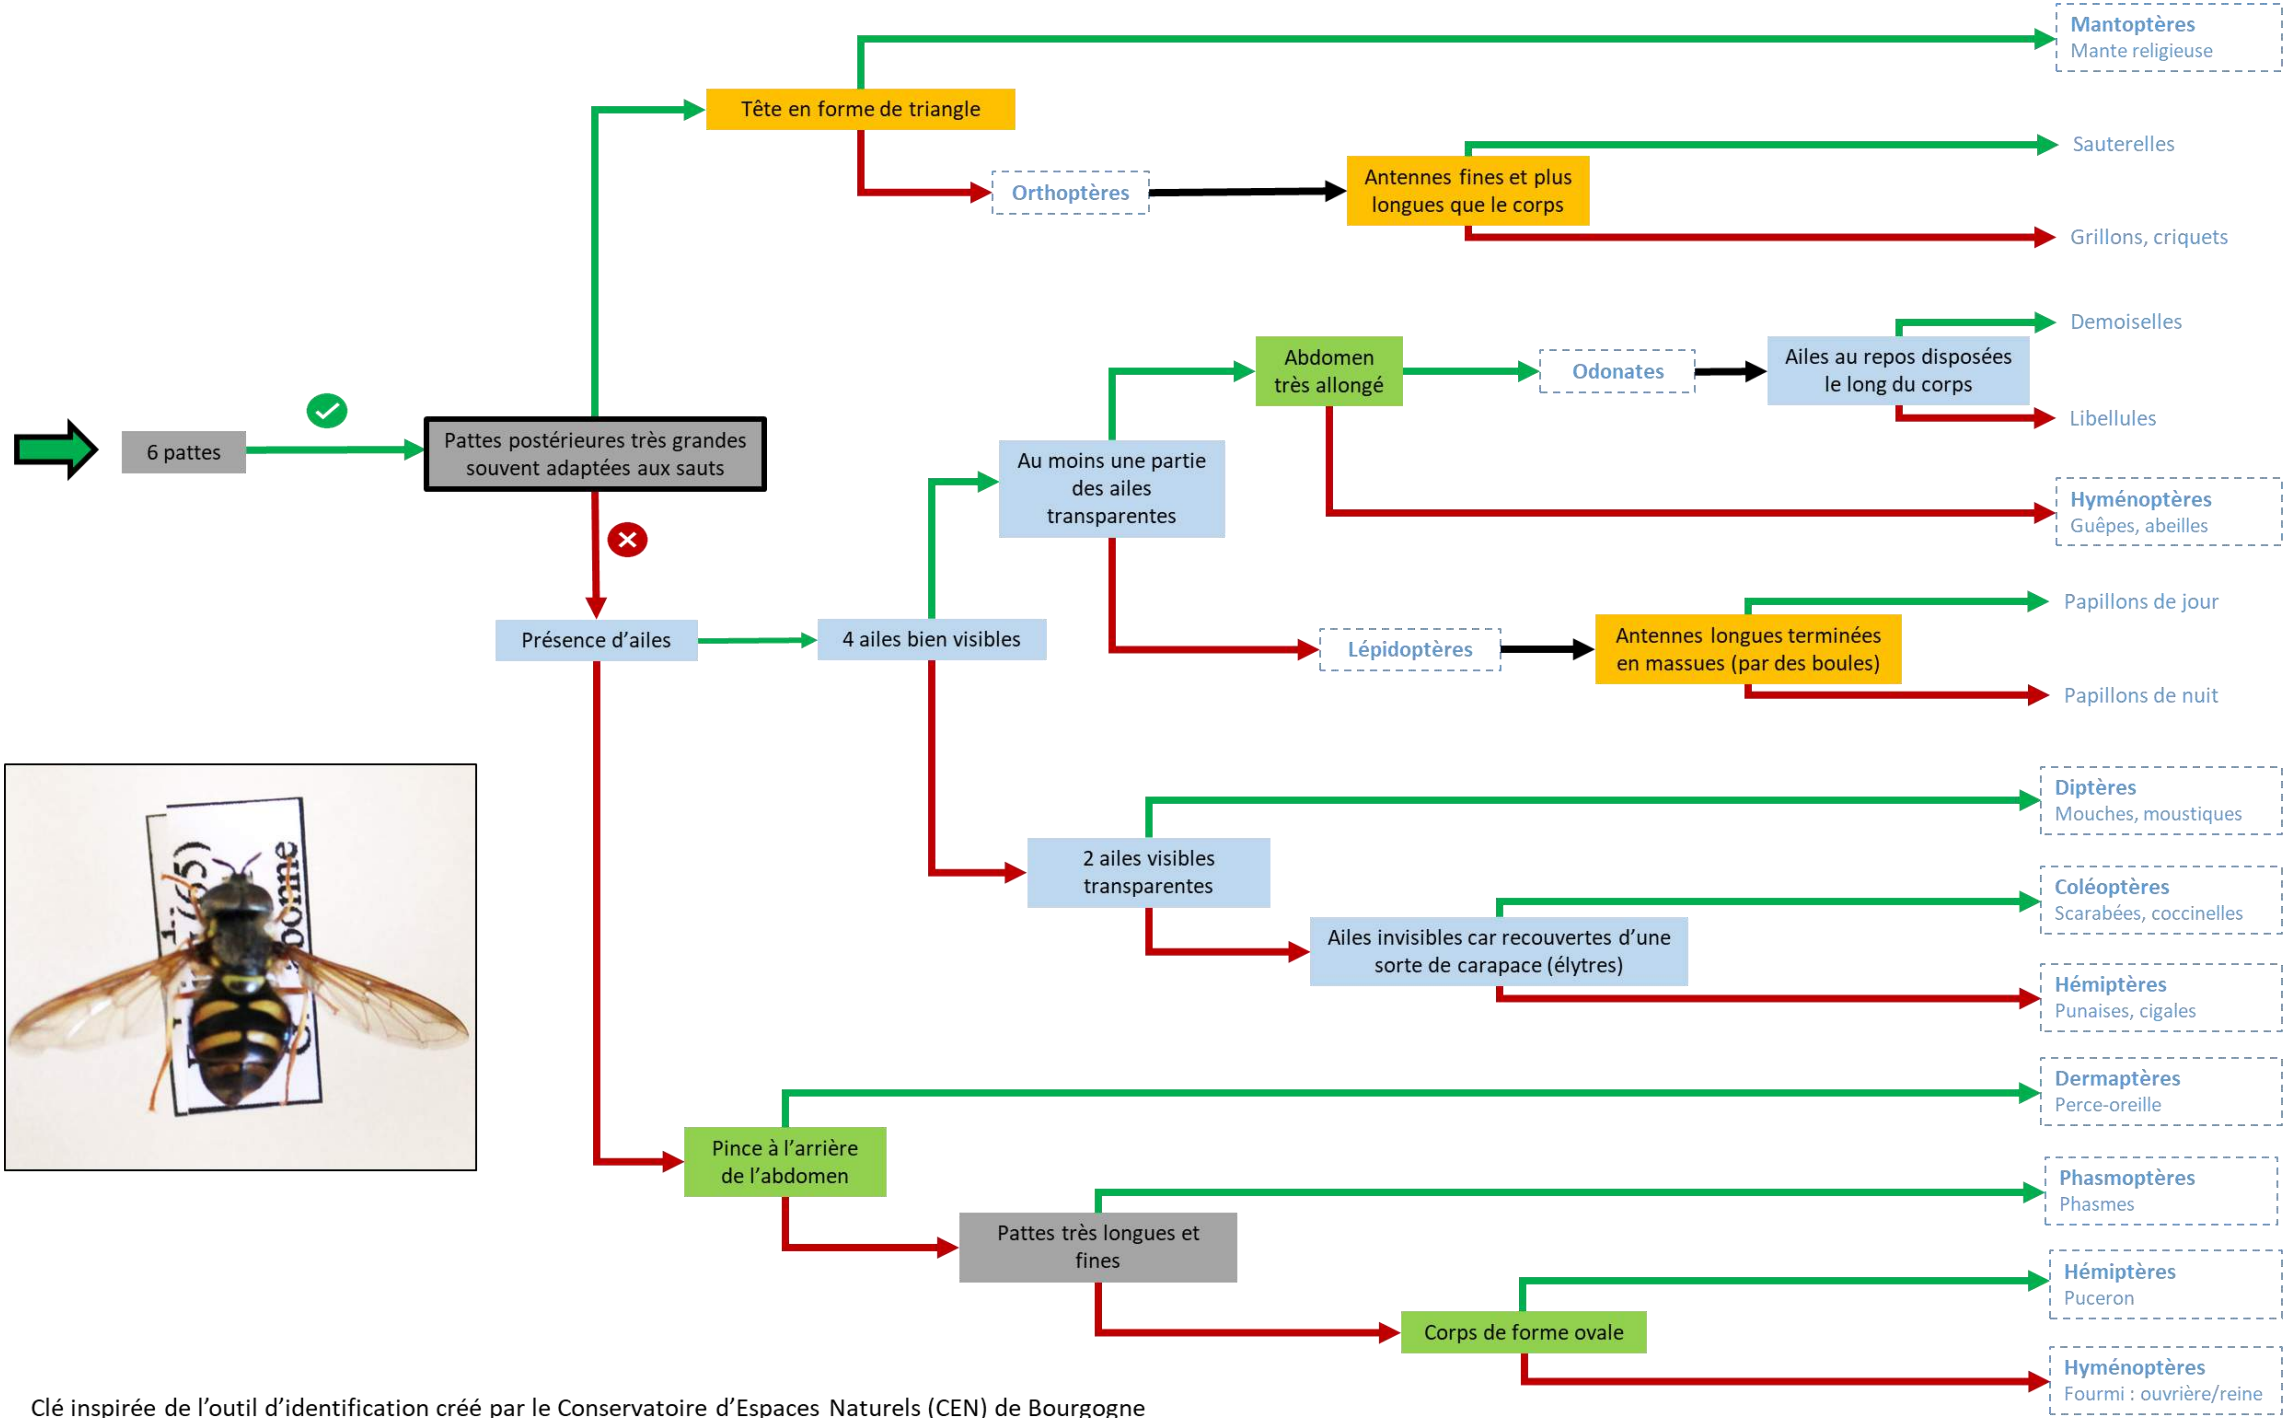 Mantoptères
Mante religieuse
Tête en forme de triangle
Sauterelles
Orthoptères
Antennes fines et plus
longues que le corps
Grillons, criquets
Demoiselles
Abdomen
très allongé
Odonates
Ailes au repos disposées
le long du corps
Libellules
6 pattes
Pattes postérieures très grandes
souvent adaptées aux sauts
Au moins une partie
des ailes
transparentes
Hyménoptères
Guêpes, abeilles
Papillons de jour
Présence d’ailes
4 ailes bien visibles
Lépidoptères
Antennes longues terminées
en massues (par des boules)
Papillons de nuit
Diptères
Mouches, moustiques
2 ailes visibles
transparentes
Coléoptères
Scarabées, coccinelles
Ailes invisibles car recouvertes d’une
sorte de carapace (élytres)
Hémiptères
Punaises, cigales
(65)
onne
Dermaptères
Perce-oreille
Pince à l’arrière
de l’abdomen
Phasmoptères
Phasmes
Pattes très longues et
fines
Hémiptères
Puceron
Corps de forme ovale
Hyménoptères
Fourmi : ouvrière/reine
Clé inspirée de l’outil d’identification créé par le Conservatoire d’Espaces Naturels (CEN) de Bourgogne